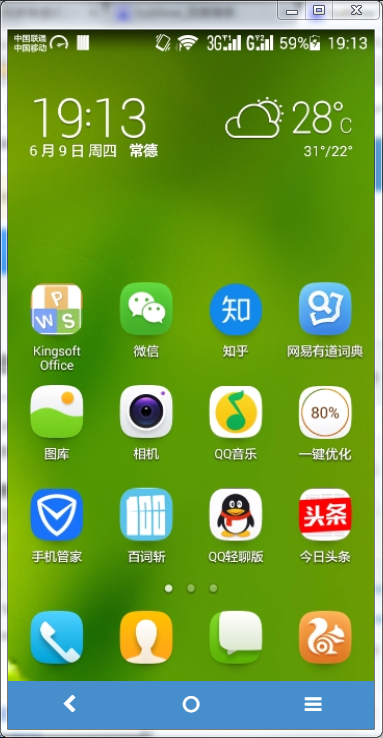 中国联通
中国移动
3G T1 G T2 59% 19:13
19:13
28°C
6月9日 周四 常德
31°/22°
P
W S
知
80%
Kingsoft
Office
微信
知乎
网易有道词典
图库
相机
QQ音乐
一键优化
头条
手机管家
百词斩
QQ轻聊版
今日头条